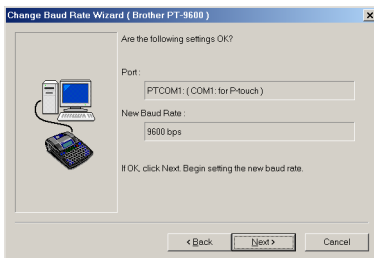 Change Baud Rate Wizard ( Brother PT-9600 )
Are the following settings OK?
Port :
PTCOM1: ( COM1: for P-touch )
New Baud Rate :
9600 bps
If OK, click Next. Begin setting the new baud rate.
< Back Next > Cancel